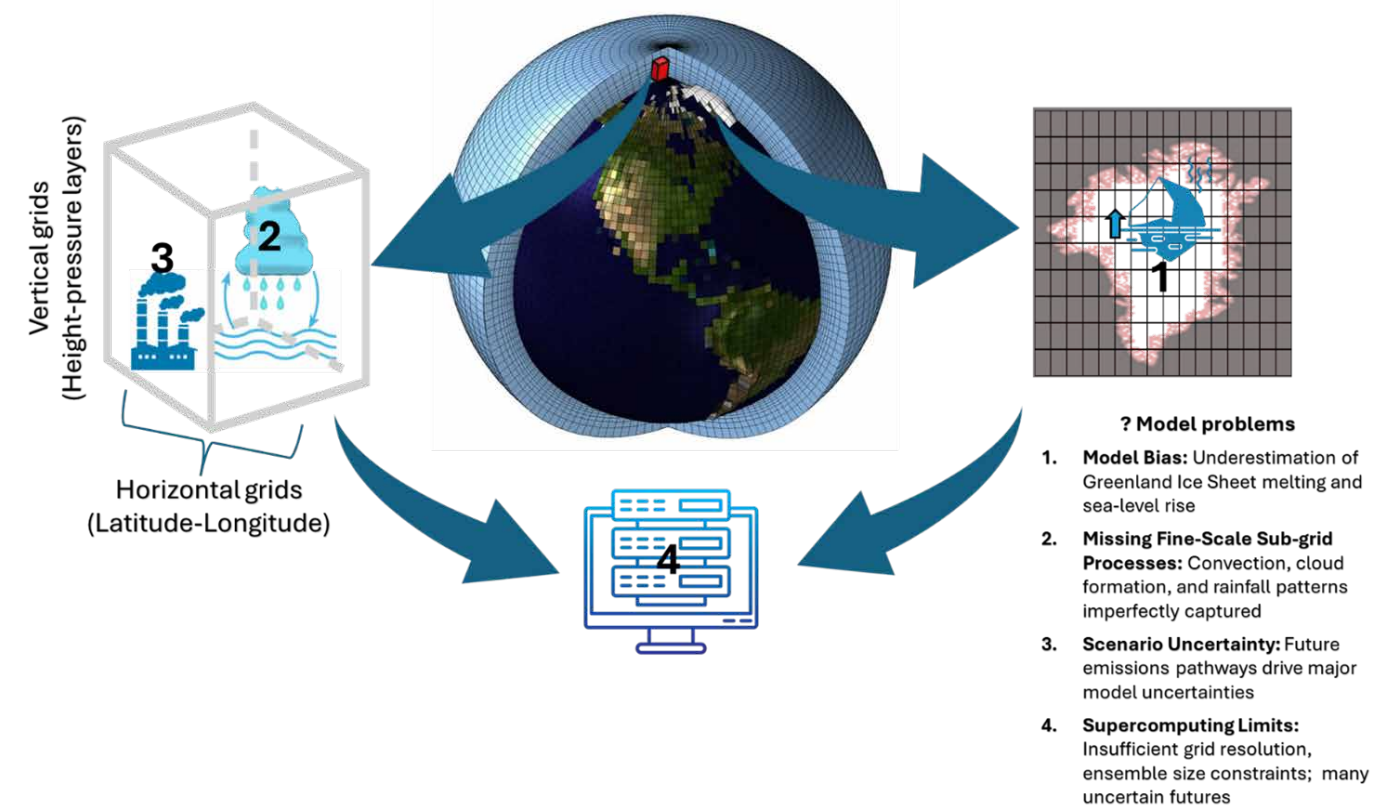 Vertical grids
(Height-pressure layers)
3
2
Horizontal grids
(Latitude-Longitude)
4
1
? Model problems
1. Model Bias: Underestimation of
Greenland Ice Sheet melting and
sea-level rise
2. Missing Fine-Scale Sub-grid
Processes: Convection, cloud
formation, and rainfall patterns
imperfectly captured
3. Scenario Uncertainty: Future
emissions pathways drive major
model uncertainties
4. Supercomputing Limits:
Insufficient grid resolution,
ensemble size constraints; many
uncertain futures